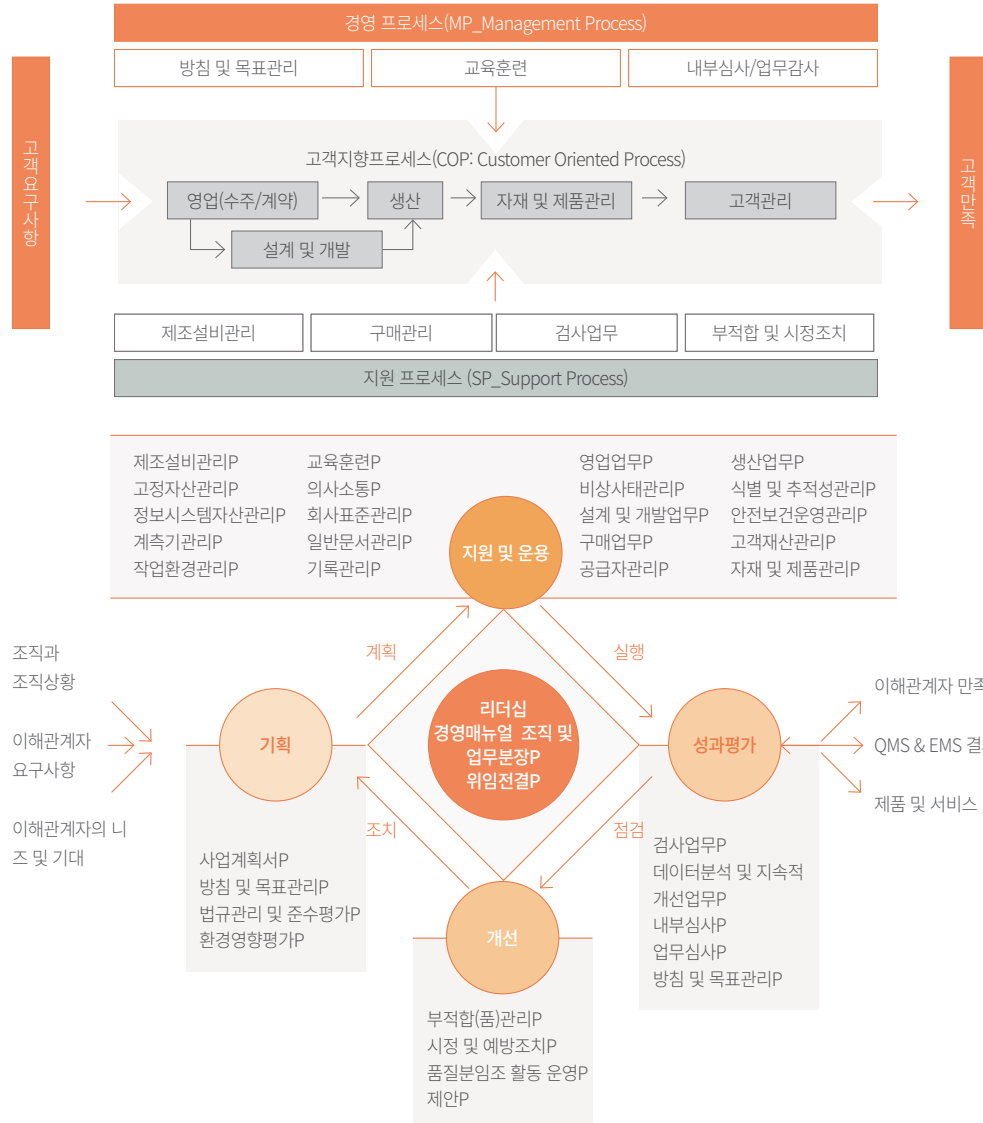 경영 프로세스(MP_Management Process)
방침 및 목표관리
교육훈련
내부심사/업무감사
고객요구사항
고객만족
고객지향프로세스(COP: Customer Oriented Process)
영업(수주/계약)
생산
자재 및 제품관리
고객관리
설계 및 개발
제조설비관리
구매관리
검사업무
부적합 및 시정조치
지원 프로세스 (SP_Support Process)
제조설비관리P
고정자산관리P
정보시스템자산관리P
계측기관리P
작업환경관리P
교육훈련P
의사소통P
회사표준관리P
일반문서관리P
기록관리P
지원 및 운용
영업업무P
비상사태관리P
설계 및 개발업무P
구매업무P
공급자관리P
생산업무P
식별 및 추적성관리P
안전보건운영관리P
고객재산관리P
자재 및 제품관리P
계획
실행
조직과
조직상황
이해관계자
요구사항
이해관계자의 니
즈 및 기대
기획
리더십
경영매뉴얼 조직 및
업무분장P
위임전결P
성과평가
이해관계자 만족
QMS & EMS 결
제품 및 서비스
조치
점검
사업계획서P
방침 및 목표관리P
법규관리 및 준수평가P
환경영향평가P
검사업무P
데이터분석 및 지속적
개선업무P
내부심사P
업무심사P
방침 및 목표관리P
개선
부적합(품)관리P
시정 및 예방조치P
품질분임조 활동 운영P
제안P